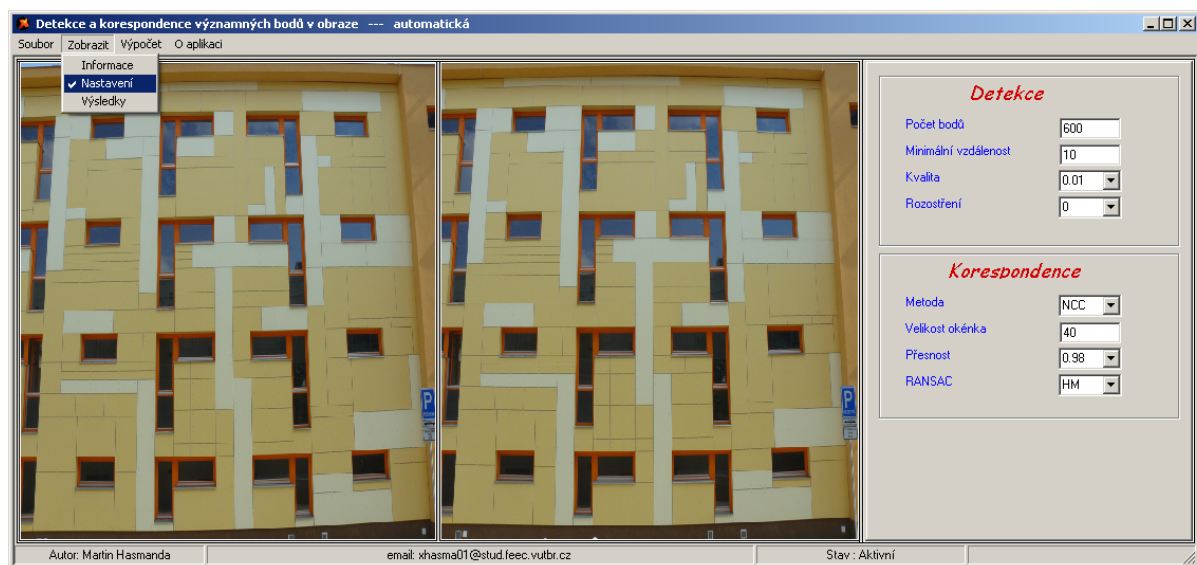 Detekce a korespondence významných bodů v obraze --- automatická
Soubor Zobrazit Výpočet O aplikaci
Informace
Nastavení
Výsledky
Detekce
Počet bodů 600
Minimální vzdálenost 10
Kvalita 0.01
Rozostření 0
Korespondence
Metoda NCC
Velikost okénka 40
Přesnost 0.98
RANSAC HM
P
P
Autor: Martin Hasmanda email: xhasma01@stud.feec.vutbr.cz Stav : Aktivní